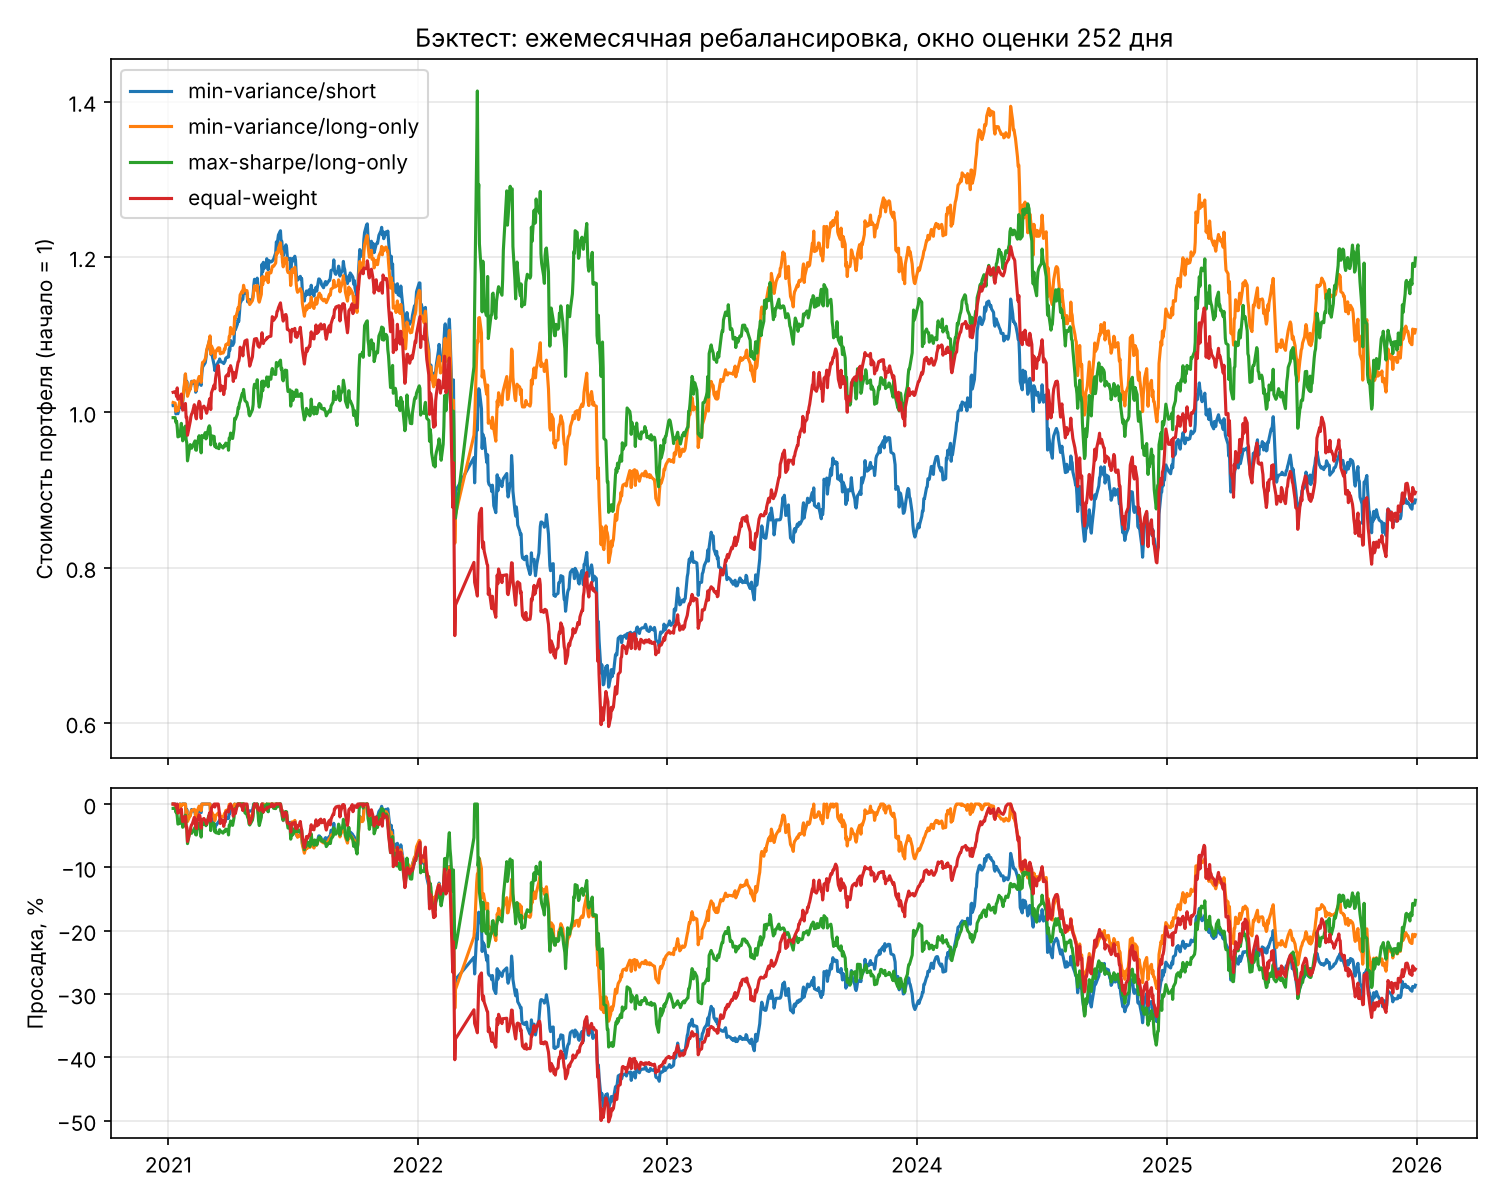 Бэктест: ежемесячная ребалансировка, окно оценки 252 дня
min-variance/short
min-variance/long-only
max-sharpe/long-only
equal-weight
Стоимость портфеля (начало = 1)
1.4
1.2
1.0
0.8
0.6
Просадка, %
0
−10
−20
−30
−40
−50
2021 2022 2023 2024 2025 2026